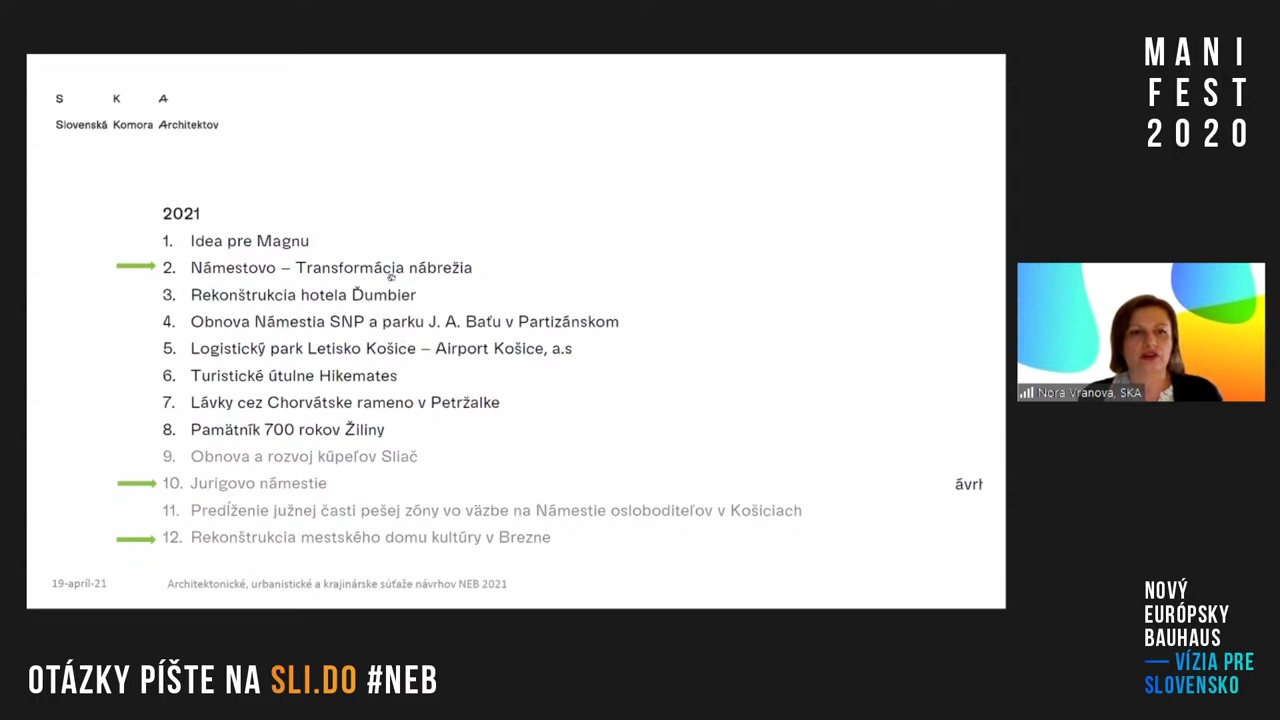 MANI
FEST
2020
S K A
Slovenská Komora Architektov
2021
1. Idea pre Magnu
2. Námestovo – Transformácia nábrežia
3. Rekonštrukcia hotela Ďumbier
4. Obnova Námestia SNP a parku J. A. Baťu v Partizánskom
5. Logistický park Letisko Košice – Airport Košice, a.s
6. Turistické útulne Hikemates
7. Lávky cez Chorvátske rameno v Petržalke
8. Pamätník 700 rokov Žiliny
9. Obnova a rozvoj kúpeľov Sliač
10. Jurigovo námestie
ávrh
11. Predĺženie južnej časti pešej zóny vo väzbe na Námestie osloboditeľov v Košiciach
12. Rekonštrukcia mestského domu kultúry v Brezne
19-apríl-21
Architektonické, urbanistické a krajinárske súťaže návrhov NEB 2021
Nora Vranova, SKA
NOVÝ
EURÓPSKY
BAUHAUS
— VÍZIA PRE
SLOVENSKO
OTÁZKY PÍŠTE NA SLI.DO #NEB